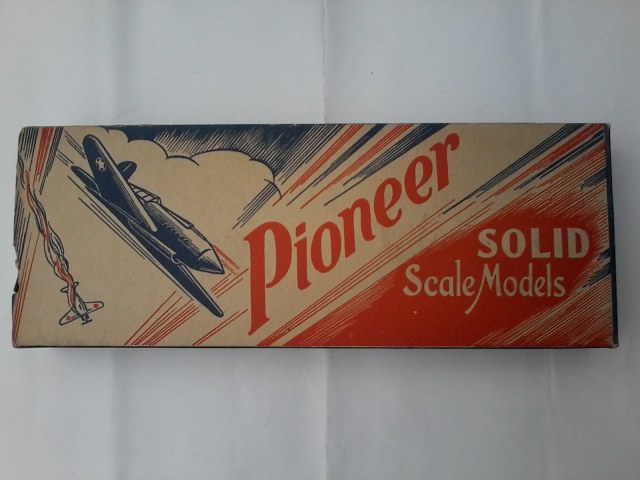 Pioneer
SOLID
Scale Models